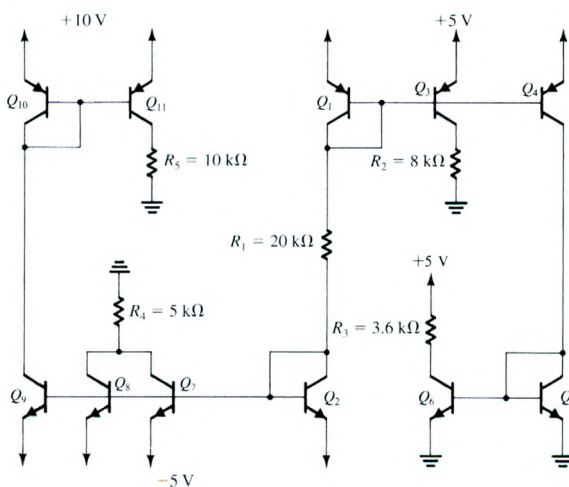 +10 V
+5 V
Q10
Q11
Q1
Q3
Q4
R5 = 10 kΩ
R2 = 8 kΩ
R1 = 20 kΩ
+5 V
R4 = 5 kΩ
R3 = 3.6 kΩ
Q9
Q8
Q7
Q2
Q6
Q
−5 V